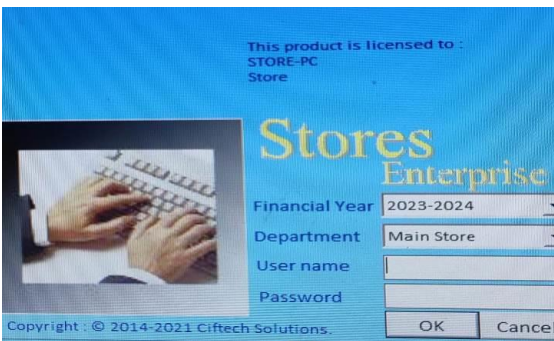 This product is licensed to :
STORE-PC
Store
Stores
Enterprise
Financial Year 2023-2024
Department Main Store
User name
Password
OK Cancel
Copyright : © 2014-2021 Ciftech Solutions.